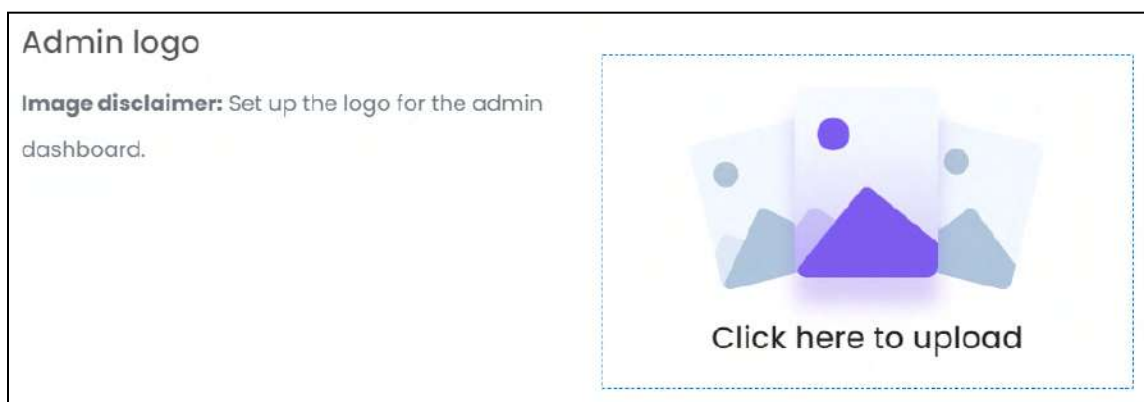 Admin logo
Image disclaimer: Set up the logo for the admin
dashboard.
Click here to upload